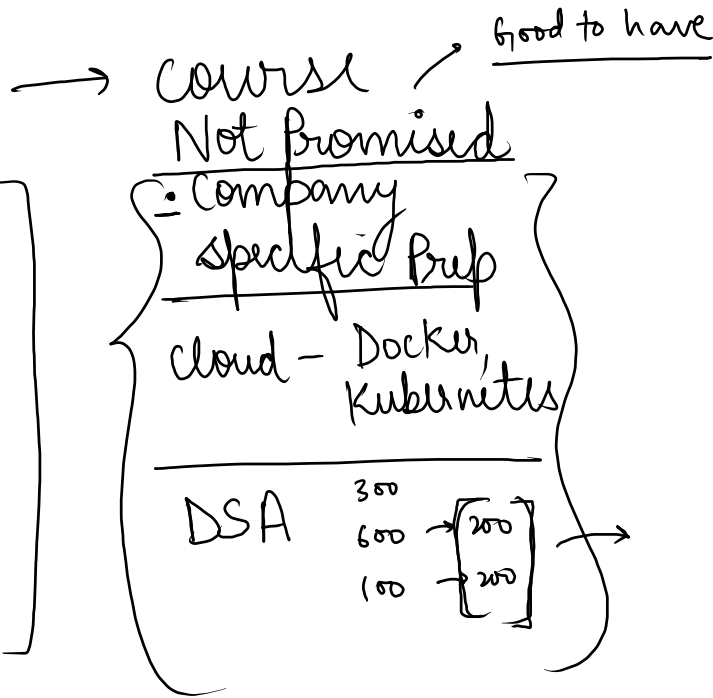 Good to have
course
Not Promised
: Company
specific Prep
Cloud - Docker,
Kubernetes
DSA
300
600 → 200
100 → 200